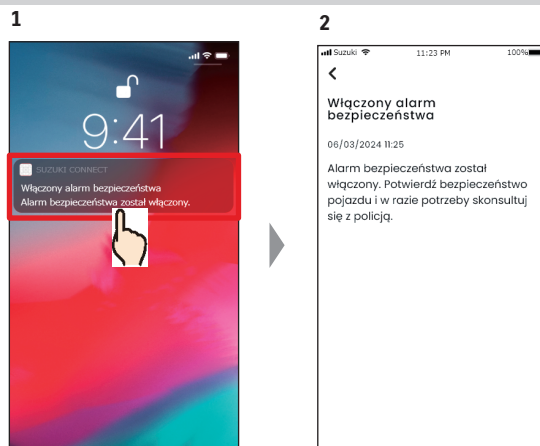 1
9:41
SUZUKI CONNECT
Włączony alarm bezpieczeństwa
Alarm bezpieczeństwa został włączony.
2
Suzuki 11:23 PM 100%
Włączony alarm
bezpieczeństwa
06/03/2024 11:25
Alarm bezpieczeństwa został
włączony. Potwierdź bezpieczeństwo
pojazdu i w razie potrzeby skonsultuj
się z policją.